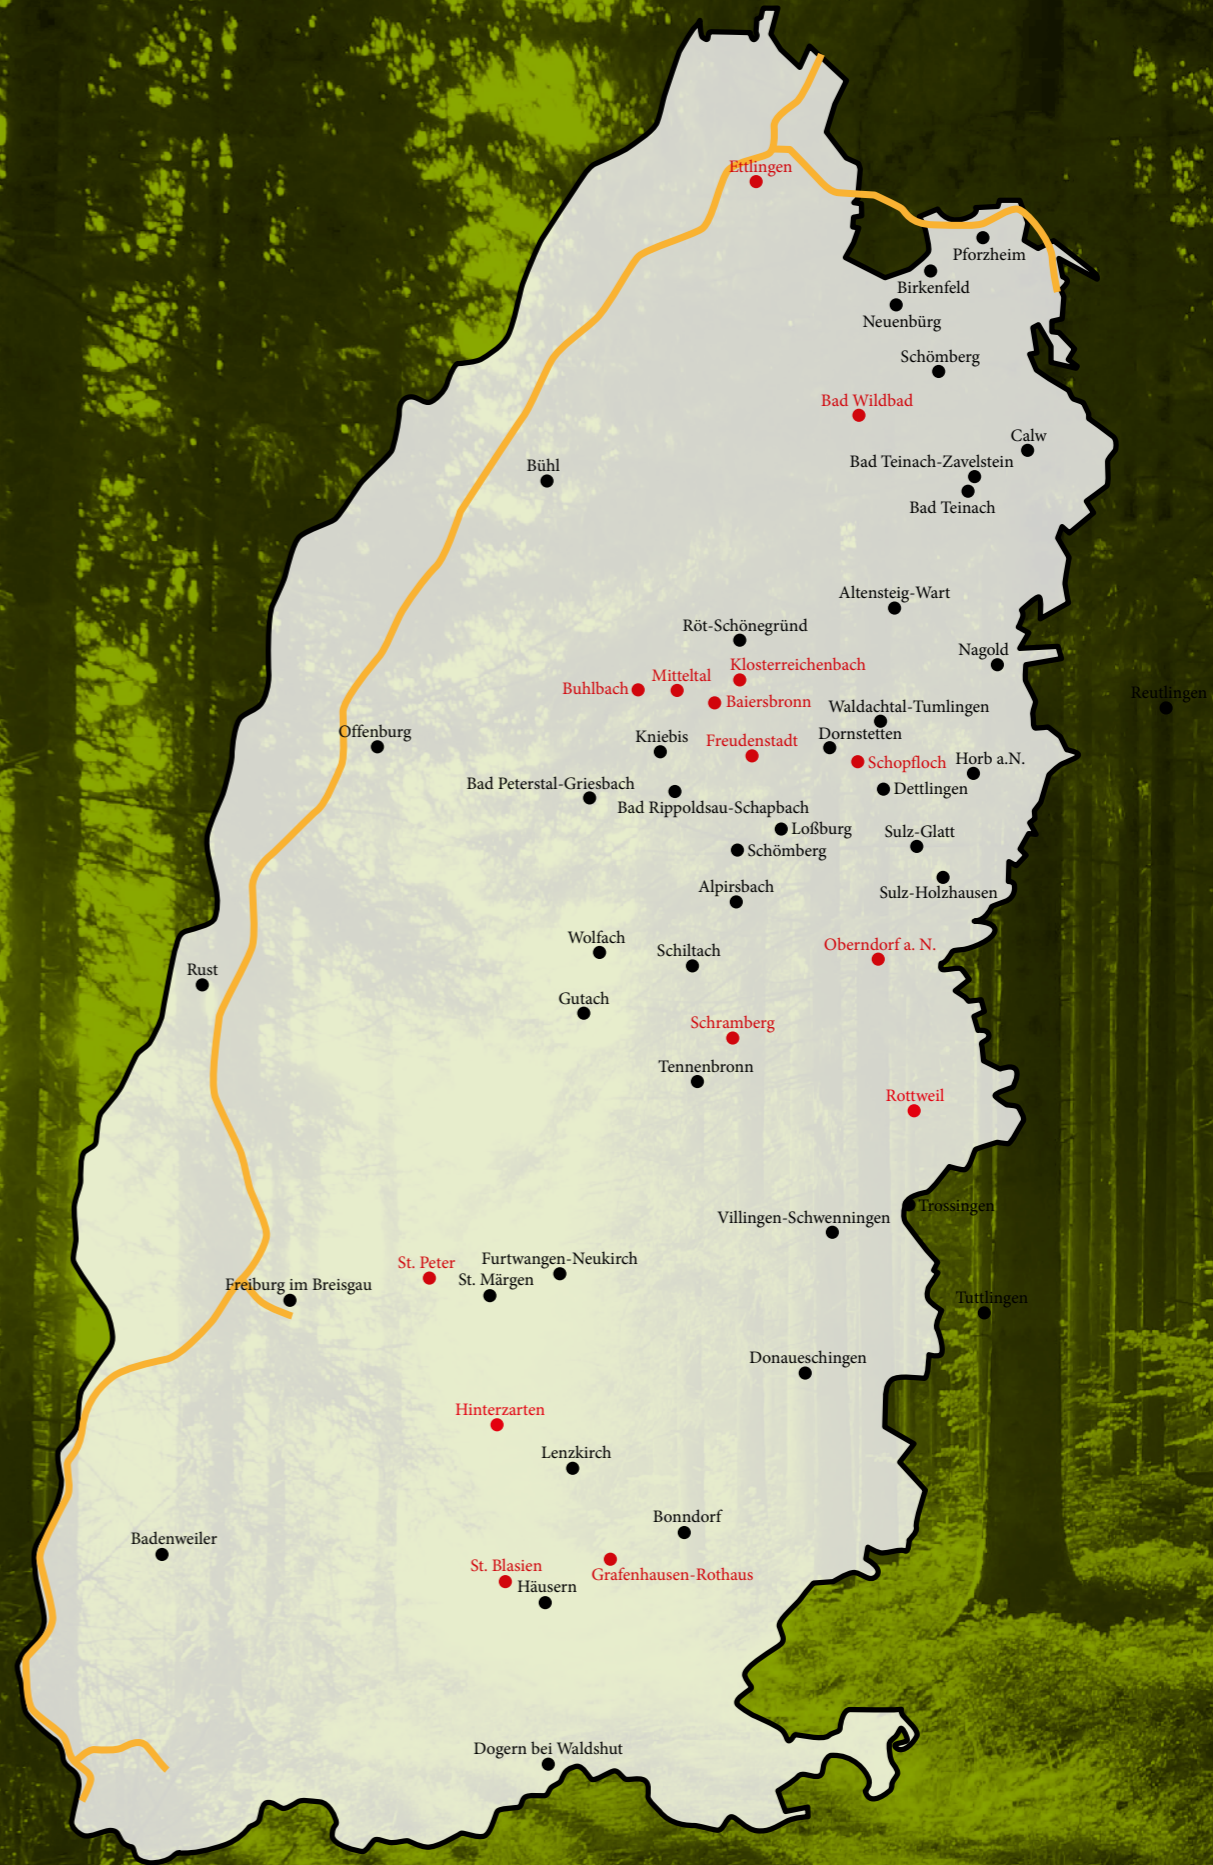 Ettlingen
Pforzheim
Birkenfeld
Neuenbürg
Schömberg
Bad Wildbad
Calw
Bad Teinach-Zavelstein
Bühl
Bad Teinach
Altensteig-Wart
Röt-Schönegründ
Nagold
Klosterreichenbach
Mitteltal
Buhlbach
Reutlingen
Baiersbronn
Waldachtal-Tumlingen
Offenburg
Dornstetten
Kniebis
Freudenstadt
Horb a.N.
Schopfloch
Bad Peterstal-Griesbach
Dettlingen
Bad Rippoldsau-Schapbach
Loßburg
Sulz-Glatt
Schömberg
Alpirsbach
Sulz-Holzhausen
Wolfach
Oberndorf a. N.
Schiltach
Rust
Gutach
Schramberg
Tennenbronn
Rottweil
Trossingen
Villingen-Schwenningen
Furtwangen-Neukirch
St. Peter
St. Märgen
Freiburg im Breisgau
Tuttlingen
Donaueschingen
Hinterzarten
Lenzkirch
Bonndorf
Badenweiler
St. Blasien
Grafenhausen-Rothaus
Häusern
Dogern bei Waldshut